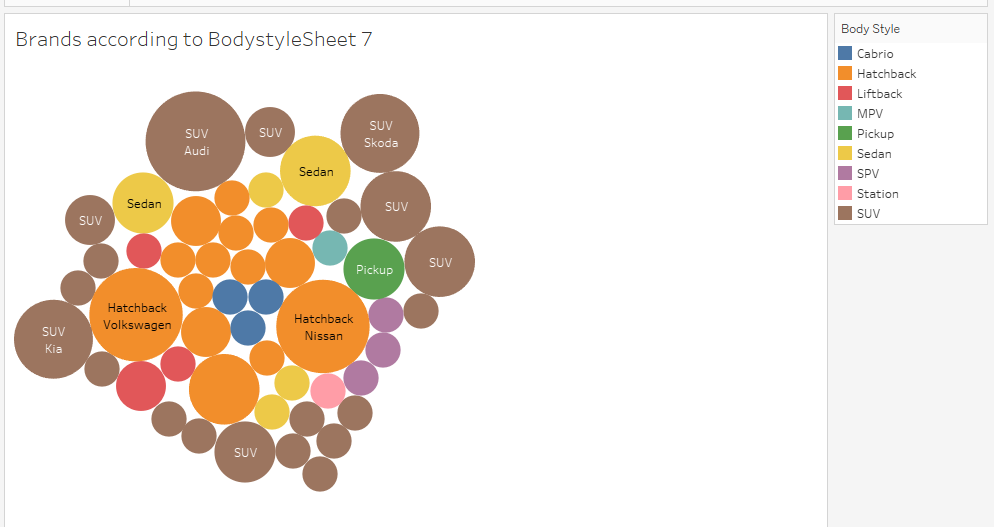 Brands according to BodystyleSheet 7
SUV
Audi
SUV
SUV
Skoda
Sedan
Sedan
SUV
SUV
SUV
Pickup
Hatchback
Volkswagen
Hatchback
Nissan
SUV
Kia
SUV
Body Style
Cabrio
Hatchback
Liftback
MPV
Pickup
Sedan
SPV
Station
SUV